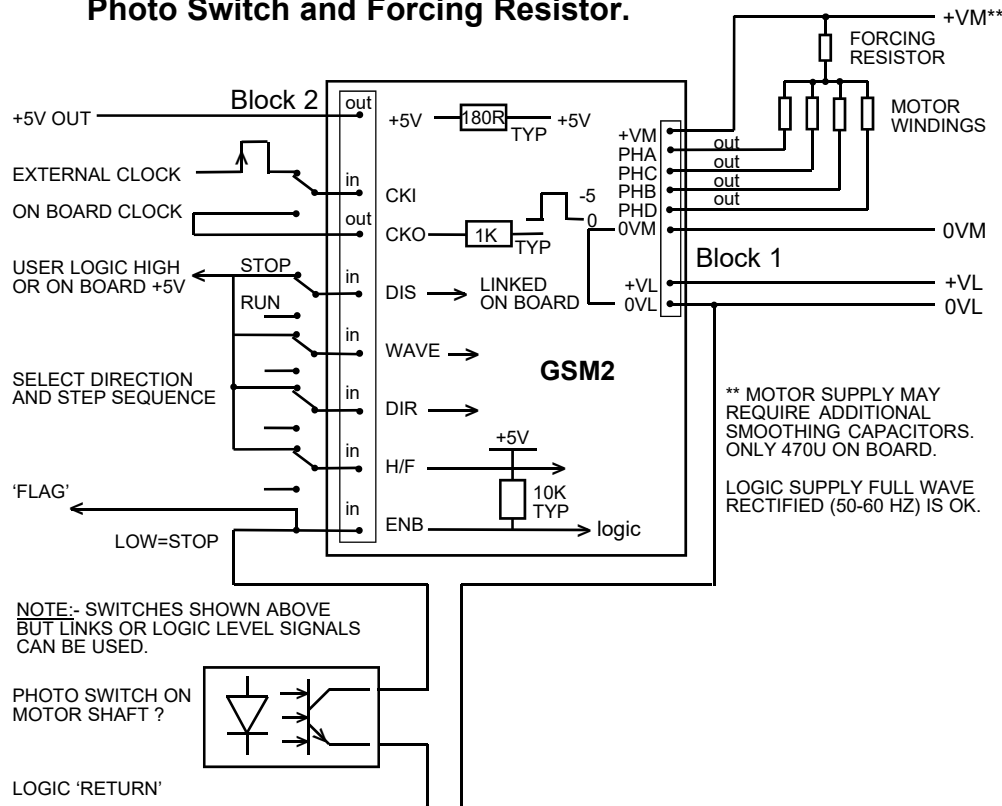 Photo Switch and Forcing Resistor.
+VM**
FORCING
RESISTOR
MOTOR
WINDINGS
Block 2
out
+5V OUT
+5V
180R
TYP
+5V
+VM
PHA
out
PHC
out
PHB
out
PHD
out
0VM
0VM
EXTERNAL CLOCK
in
CKI
ON BOARD CLOCK
out
CKO
1K
TYP
-5
0
Block 1
USER LOGIC HIGH
OR ON BOARD +5V
STOP
RUN
in
DIS
LINKED
ON BOARD
+VL
+VL
0VL
0VL
in
WAVE
GSM2
SELECT DIRECTION
AND STEP SEQUENCE
in
DIR
** MOTOR SUPPLY MAY
REQUIRE ADDITIONAL
SMOOTHING CAPACITORS.
ONLY 470U ON BOARD.
LOGIC SUPPLY FULL WAVE
RECTIFIED (50-60 HZ) IS OK.
in
H/F
+5V
10K
TYP
'FLAG'
in
ENB
logic
LOW=STOP
NOTE:- SWITCHES SHOWN ABOVE
BUT LINKS OR LOGIC LEVEL SIGNALS
CAN BE USED.
PHOTO SWITCH ON
MOTOR SHAFT ?
LOGIC ‘RETURN’